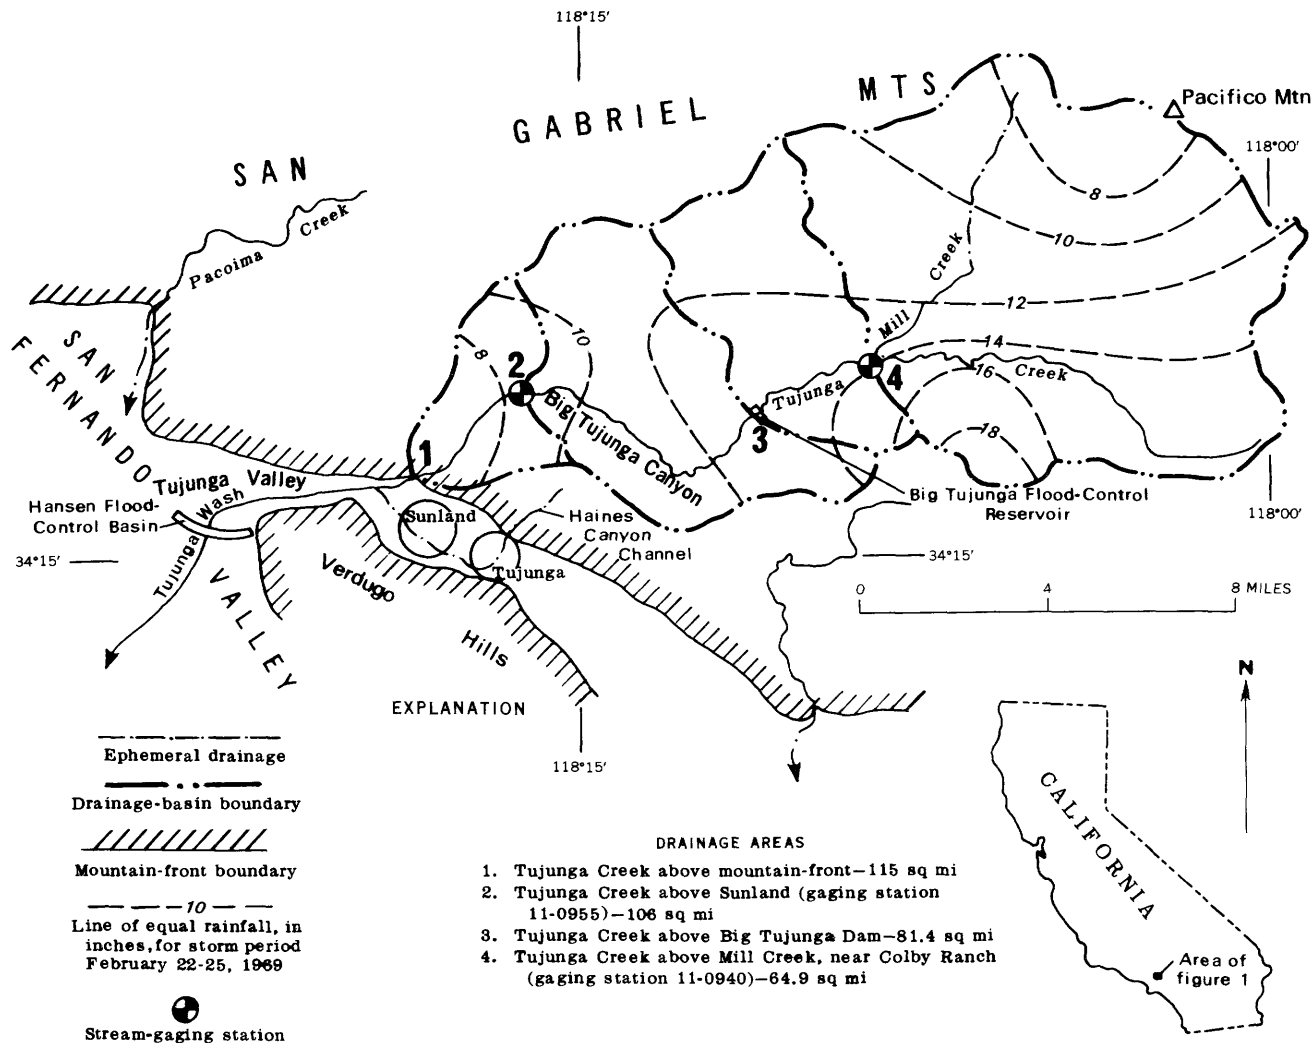 118°15'
MTS
GABRIEL
Pacifico Mtn
118°00'
SAN
Pacoima Creek
8
10
Creek
12
SAN
FERNANDO
Mill
14
10
8
2
4
16
Creek
Tujunga
18
Big Tujunga Canyon
3
1
Tujunga Valley
Hansen Flood-
Control Basin
Wash
Sunland
Haines
Canyon
Channel
Big Tujunga Flood-Control
Reservoir
118°00'
34°15'
34°15'
Tujunga
Tujunga
Verdugo
VALLEY
0 4 8 MILES
Hills
N
EXPLANATION
118°15'
Ephemeral drainage
Drainage-basin boundary
Mountain-front boundary
10
Line of equal rainfall, in
inches, for storm period
February 22-25, 1969
Stream-gaging station
DRAINAGE AREAS
1. Tujunga Creek above mountain-front—115 sq mi
2. Tujunga Creek above Sunland (gaging station
11-0955)—106 sq mi
3. Tujunga Creek above Big Tujunga Dam—81.4 sq mi
4. Tujunga Creek above Mill Creek, near Colby Ranch
(gaging station 11-0940)—64.9 sq mi
CALIFORNIA
Area of
figure 1